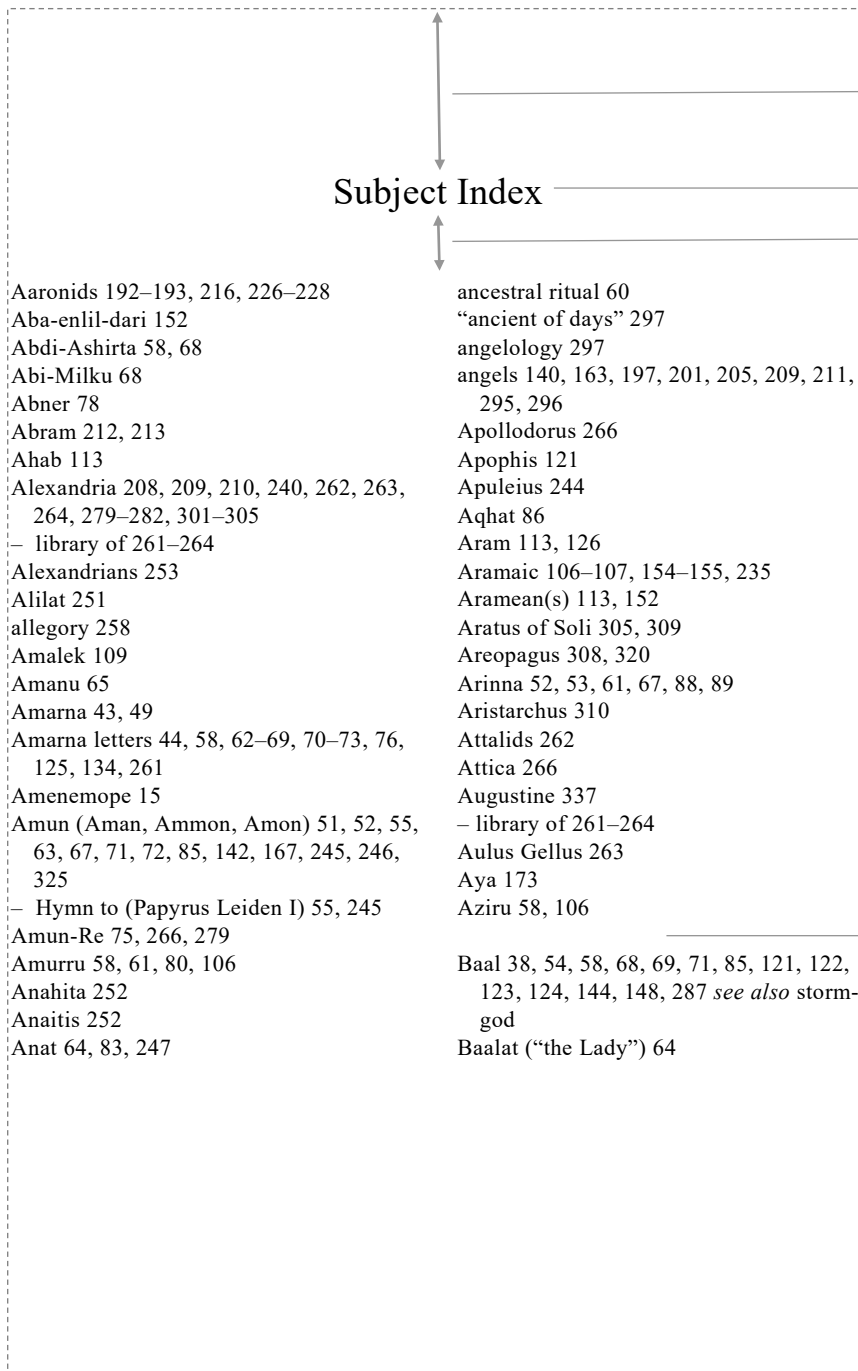 Subject Index
Aaronids 192–193, 216, 226–228
Aba-enlil-dari 152
Abdi-Ashirta 58, 68
Abi-Milku 68
Abner 78
Abram 212, 213
Ahab 113
Alexandria 208, 209, 210, 240, 262, 263,
264, 279–282, 301–305
– library of 261–264
Alexandrians 253
Alilat 251
allegory 258
Amalek 109
Amanu 65
Amarna 43, 49
Amarna letters 44, 58, 62–69, 70–73, 76,
125, 134, 261
Amenemope 15
Amun (Aman, Ammon, Amon) 51, 52, 55,
63, 67, 71, 72, 85, 142, 167, 245, 246,
325
– Hymn to (Papyrus Leiden I) 55, 245
Amun-Re 75, 266, 279
Amurru 58, 61, 80, 106
Anahita 252
Anaitis 252
Anat 64, 83, 247
ancestral ritual 60
“ancient of days” 297
angelology 297
angels 140, 163, 197, 201, 205, 209, 211,
295, 296
Apollodorus 266
Apophis 121
Apuleius 244
Aqhat 86
Aram 113, 126
Aramaic 106–107, 154–155, 235
Aramean(s) 113, 152
Aratus of Soli 305, 309
Areopagus 308, 320
Arinna 52, 53, 61, 67, 88, 89
Aristarchus 310
Attalids 262
Attica 266
Augustine 337
– library of 261–264
Aulus Gellus 263
Aya 173
Aziru 58, 106
Baal 38, 54, 58, 68, 69, 71, 85, 121, 122,
123, 124, 144, 148, 287 see also storm-
god
Baalat (“the Lady”) 64